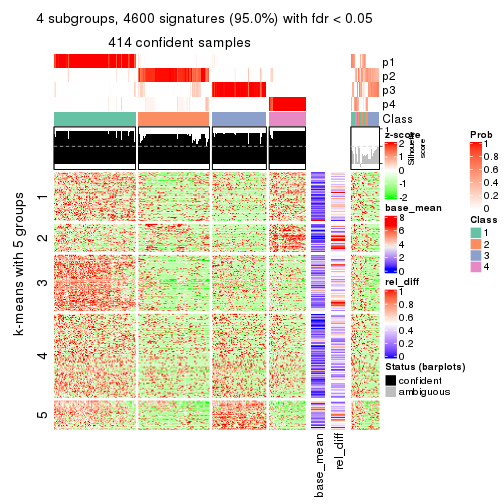 4 subgroups, 4600 signatures (95.0%) with fdr < 0.05
414 confident samples
p1
p2
p3
p4
Class
1
Silhouette
score
k-means with 5 groups
1
2
3
4
5
base_mean
rel_diff
z-score
2
1
0
-1
-2
base_mean
8
6
4
2
0
rel_diff
1
0.8
0.6
0.4
0.2
0
Status (barplots)
confident
ambiguous
Prob
1
0.8
0.6
0.4
0.2
0
Class
1
2
3
4